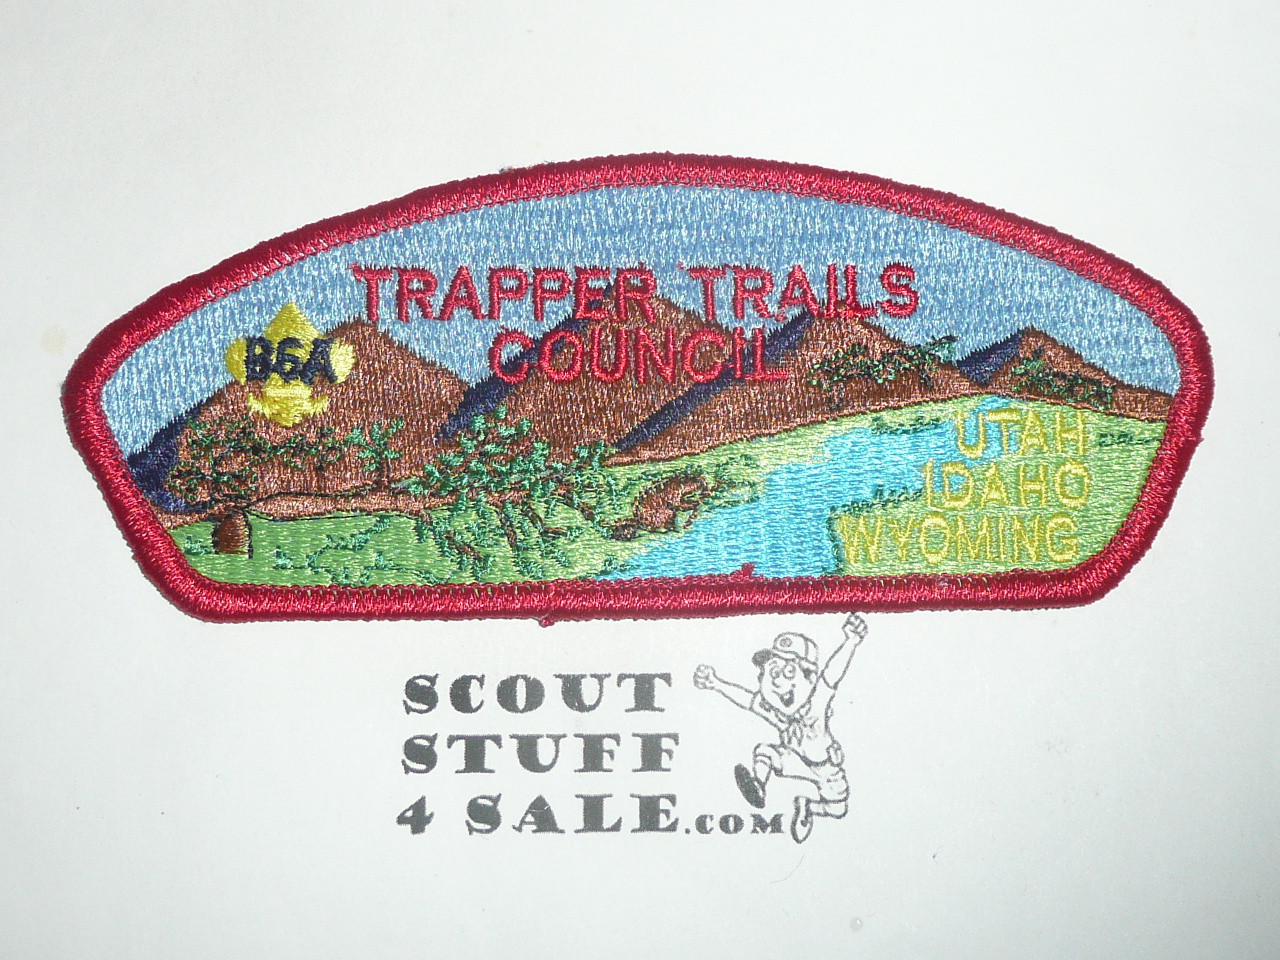 TRAPPER TRAILS
COUNCIL
BSA
UTAH
IDAHO
WYOMING
SCOUT
STUFF
4 SALE.COM